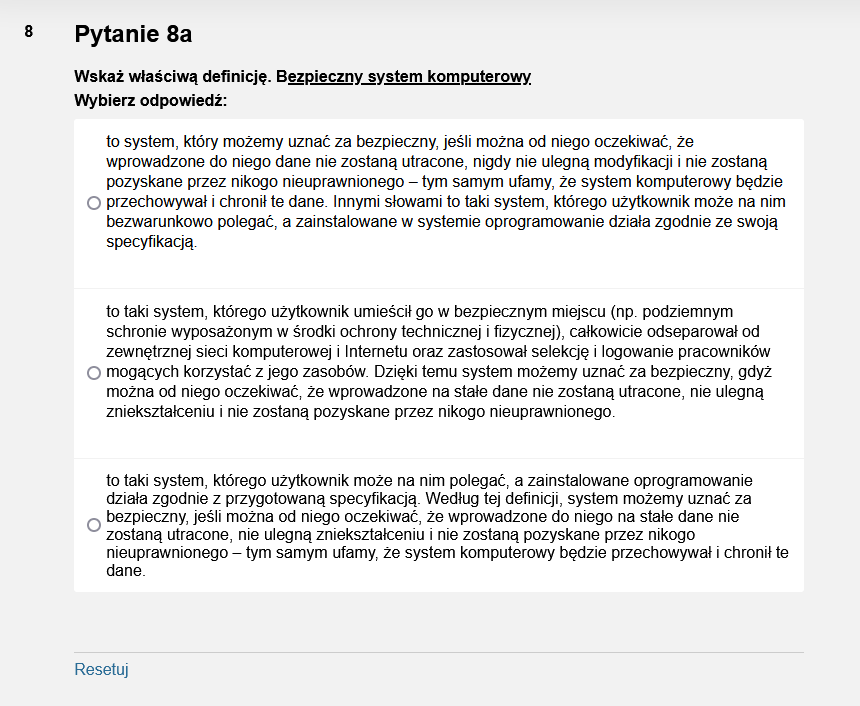 8
Pytanie 8a
Wskaż właściwą definicję. Bezpieczny system komputerowy
Wybierz odpowiedź:
to system, który możemy uznać za bezpieczny, jeśli można od niego oczekiwać, że
wprowadzone do niego dane nie zostaną utracone, nigdy nie ulegną modyfikacji i nie zostaną
pozyskane przez nikogo nieuprawnionego – tym samym ufamy, że system komputerowy będzie
przechowywał i chronił te dane. Innymi słowami to taki system, którego użytkownik może na nim
bezwarunkowo polegać, a zainstalowane w systemie oprogramowanie działa zgodnie ze swoją
specyfikacją.
to taki system, którego użytkownik umieścił go w bezpiecznym miejscu (np. podziemnym
schronie wyposażonym w środki ochrony technicznej i fizycznej), całkowicie odseparował od
zewnętrznej sieci komputerowej i Internetu oraz zastosował selekcję i logowanie pracowników
mogących korzystać z jego zasobów. Dzięki temu system możemy uznać za bezpieczny, gdyż
można od niego oczekiwać, że wprowadzone na stałe dane nie zostaną utracone, nie ulegną
zniekształceniu i nie zostaną pozyskane przez nikogo nieuprawnionego.
to taki system, którego użytkownik może na nim polegać, a zainstalowane oprogramowanie
działa zgodnie z przygotowaną specyfikacją. Według tej definicji, system możemy uznać za
bezpieczny, jeśli można od niego oczekiwać, że wprowadzone do niego na stałe dane nie
zostaną utracone, nie ulegną zniekształceniu i nie zostaną pozyskane przez nikogo
nieuprawnionego – tym samym ufamy, że system komputerowy będzie przechowywał i chronił te
dane.
Resetuj